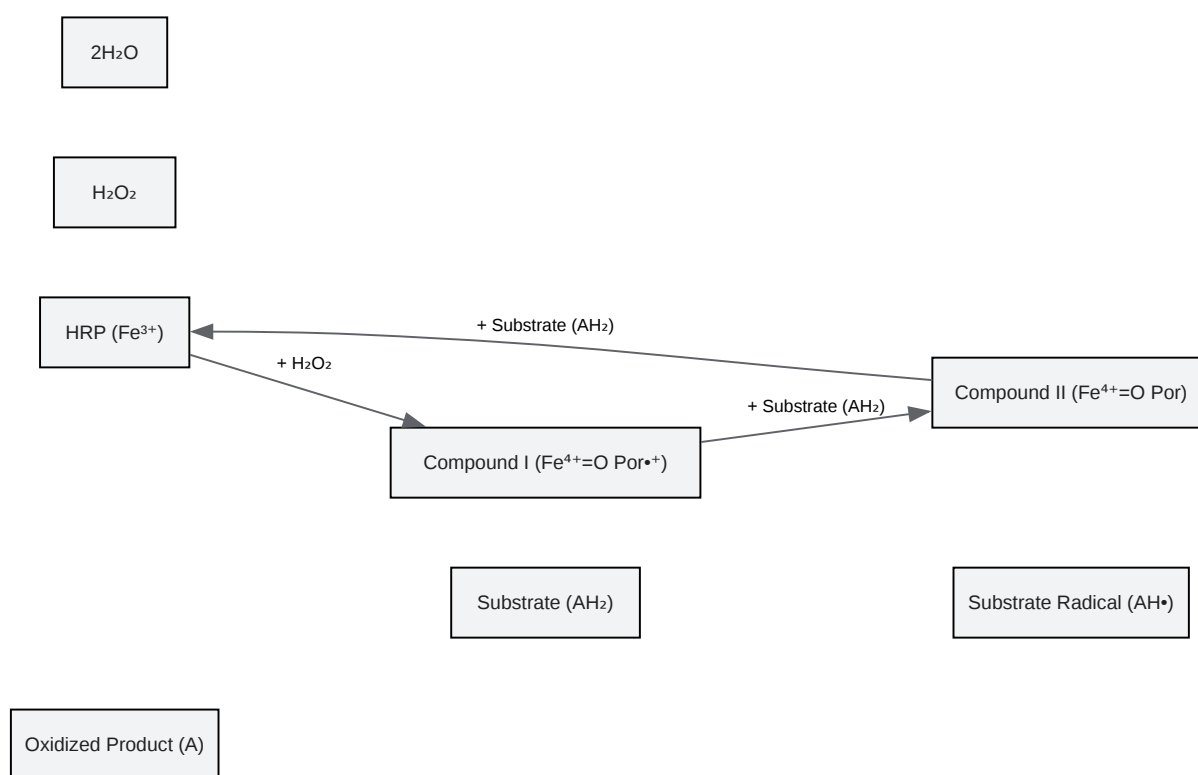 2H₂O
H₂O₂
HRP (Fe³⁺)
+ Substrate (AH₂)
+ H₂O₂
Compound II (Fe⁴⁺=O Por)
+ Substrate (AH₂)
Compound I (Fe⁴⁺=O Por•⁺)
Substrate (AH₂)
Substrate Radical (AH•)
Oxidized Product (A)